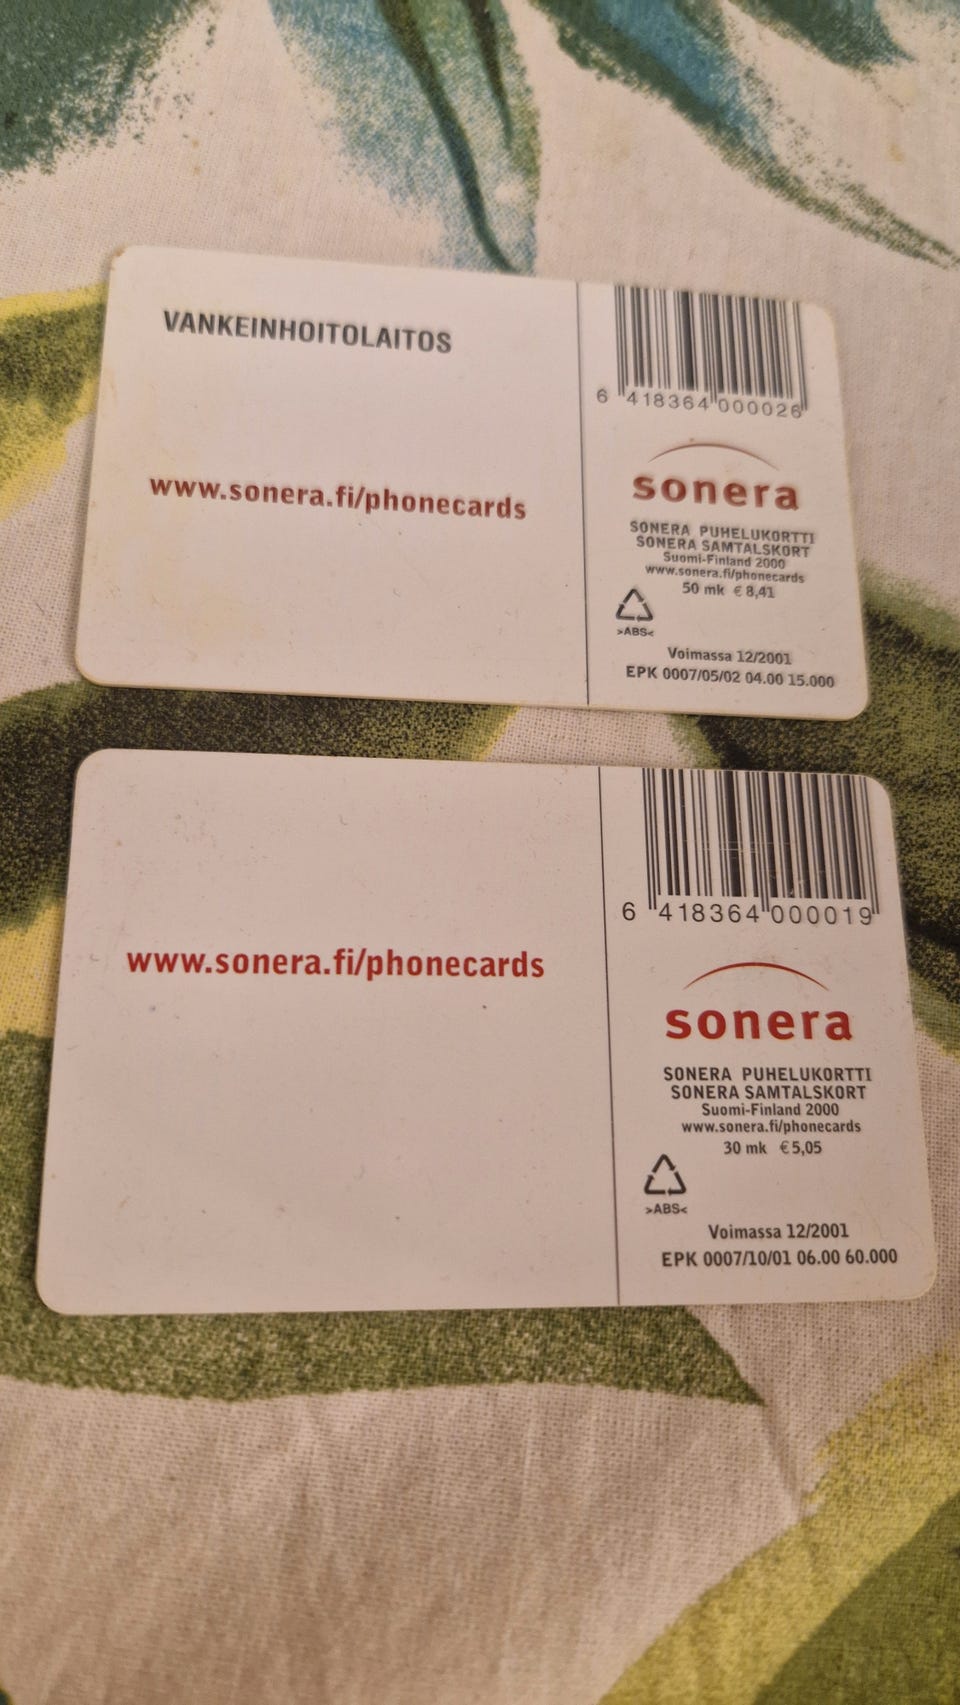 VANKEINHOITOLAITOS
www.sonera.fi/phonecards
6 418364 000026
sonera
SONERA PUHELUKORTTI
SONERA SAMTALSKORT
Suomi-Finland 2000
www.sonera.fi/phonecards
50 mk € 8,41
>ABS<
Voimassa 12/2001
EPK 0007/05/02 04.00 15.000
www.sonera.fi/phonecards
6 418364 000019
sonera
SONERA PUHELUKORTTI
SONERA SAMTALSKORT
Suomi-Finland 2000
www.sonera.fi/phonecards
30 mk €5,05
>ABS<
Voimassa 12/2001
EPK 0007/10/01 06.00 60.000